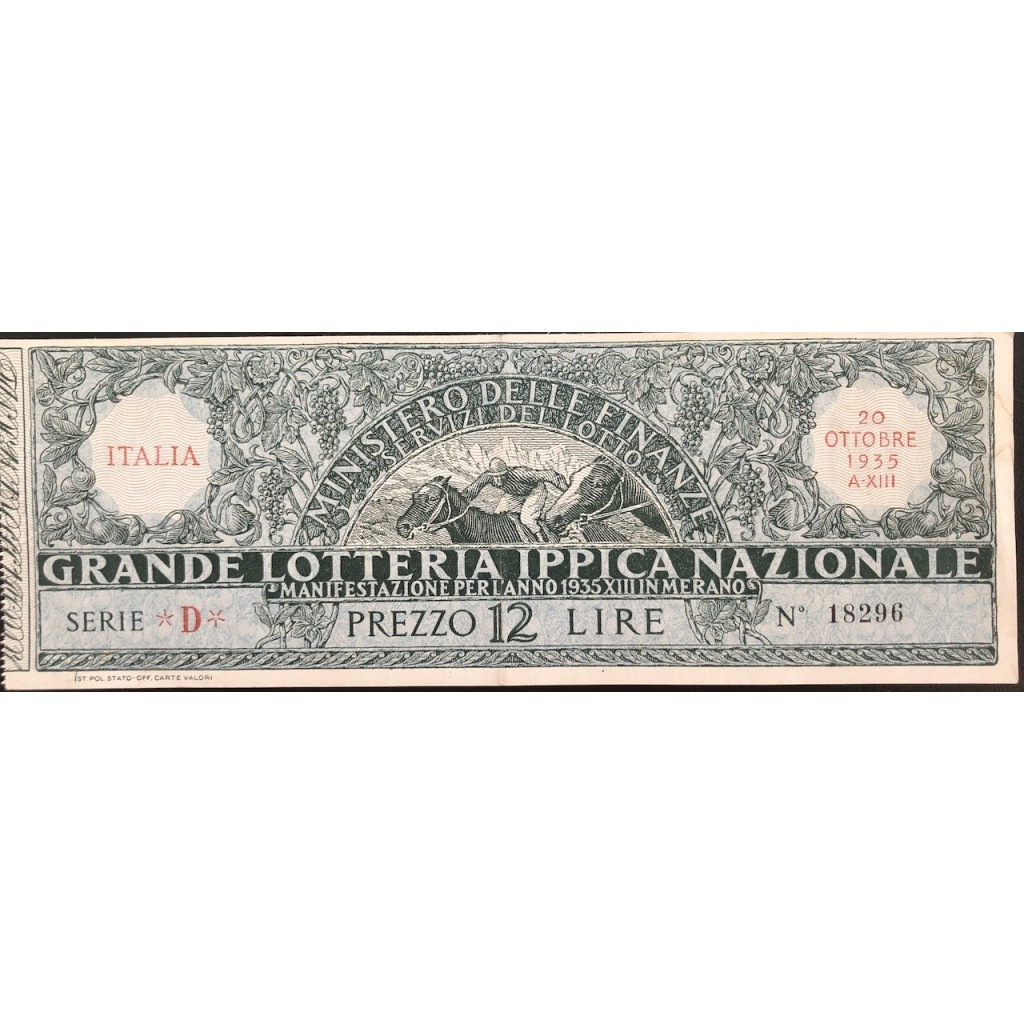 MINISTERO DELLE FINANZE
SERVIZI DEL LOTTO
ITALIA
20
OTTOBRE
1935
A-XIII
GRANDE LOTTERIA IPPICA NAZIONALE
MANIFESTAZIONE PER L'ANNO 1935 XIII IN MERANO
SERIE *D*
PREZZO 12 LIRE
N° 18296
IST. POL. STATO-OFF. CARTE VALORI